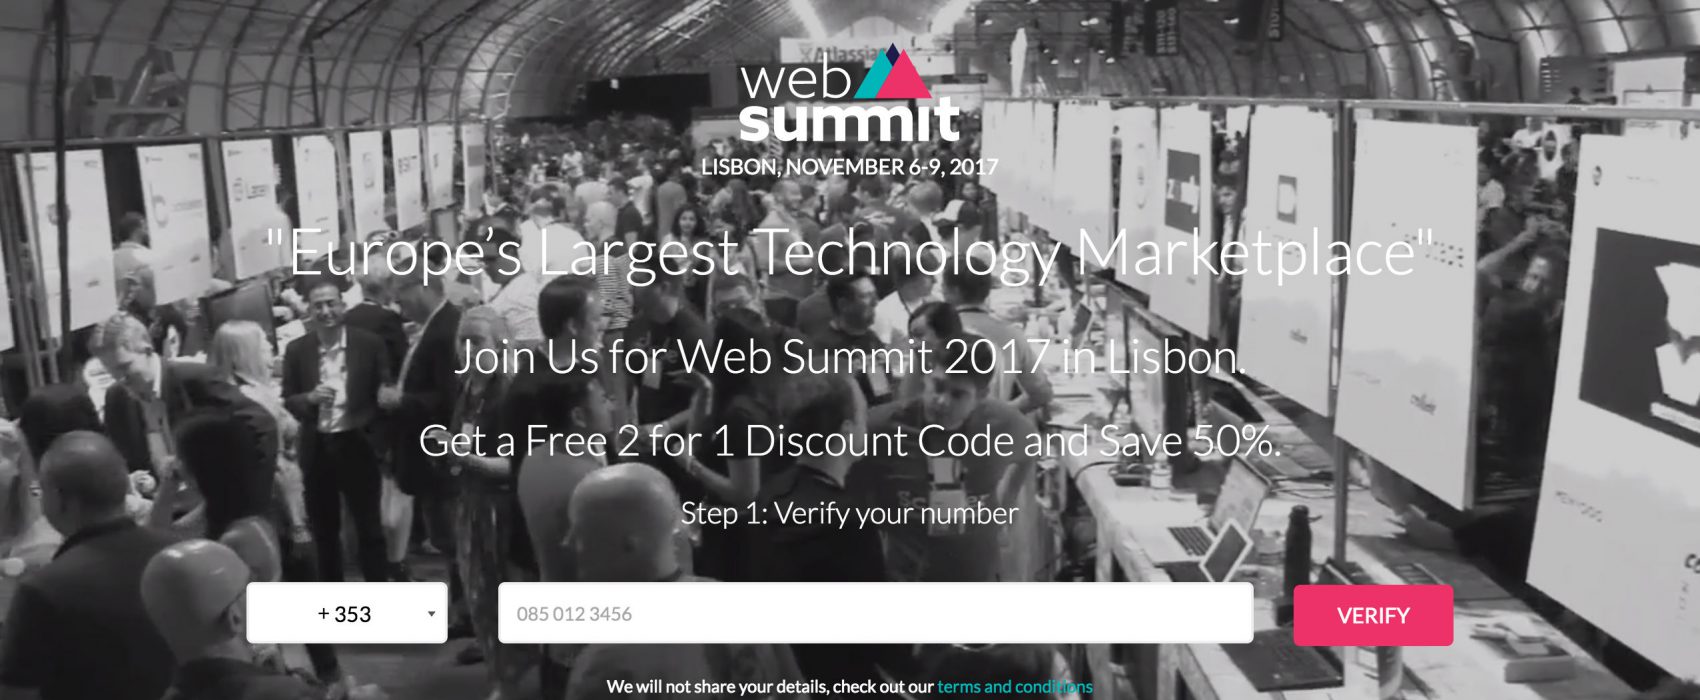 Atlassian
web
summit
LISBON, NOVEMBER 6-9, 2017
"Europe’s Largest Technology Marketplace"
Join Us for Web Summit 2017 in Lisbon.
Get a Free 2 for 1 Discount Code and Save 50%.
Step 1: Verify your number
+ 353
085 012 3456
VERIFY
We will not share your details, check out our terms and conditions